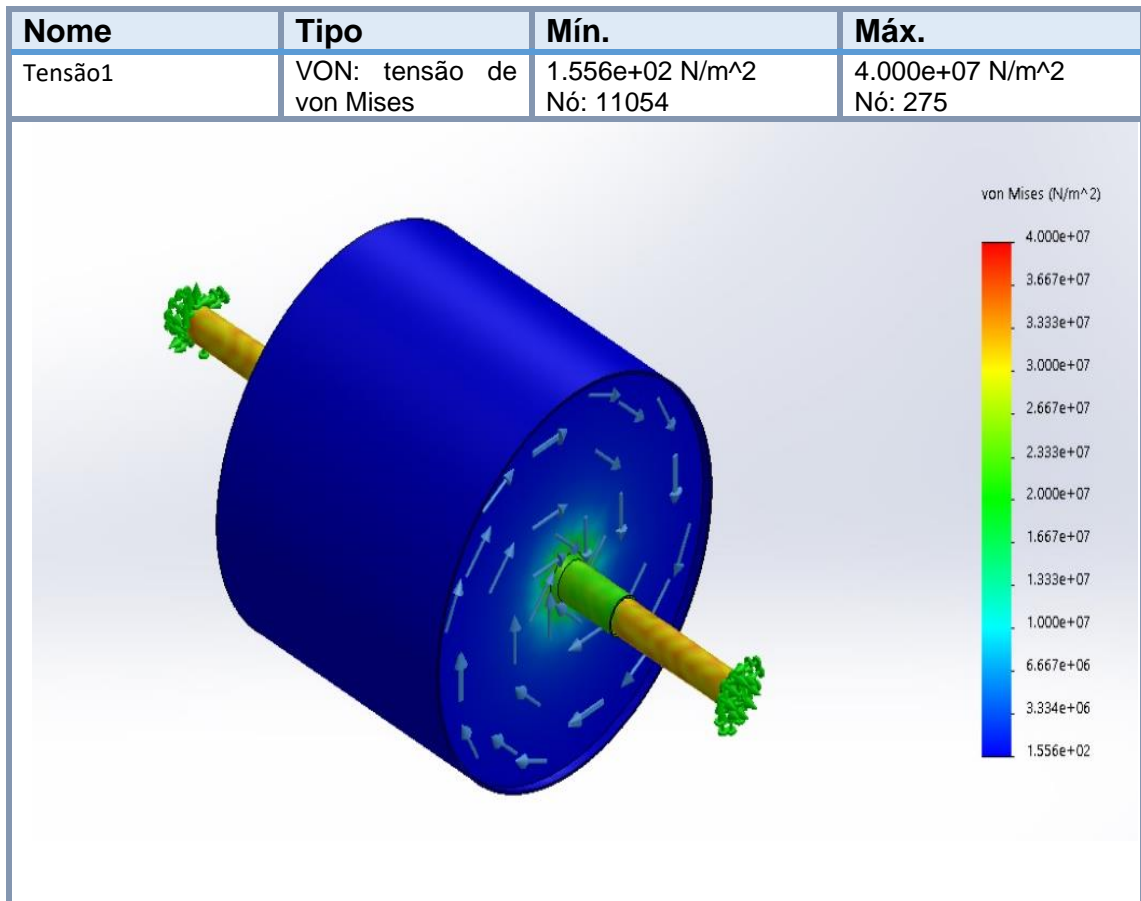 Nome Tipo Mín. Máx.
Tensão1 VON: tensão de 1.556e+02 N/m^2 4.000e+07 N/m^2
von Mises Nó: 11054 Nó: 275
von Mises (N/m^2)
4.000e+07
3.667e+07
3.333e+07
3.000e+07
2.667e+07
2.333e+07
2.000e+07
1.667e+07
1.333e+07
1.000e+07
6.667e+06
3.334e+06
1.556e+02